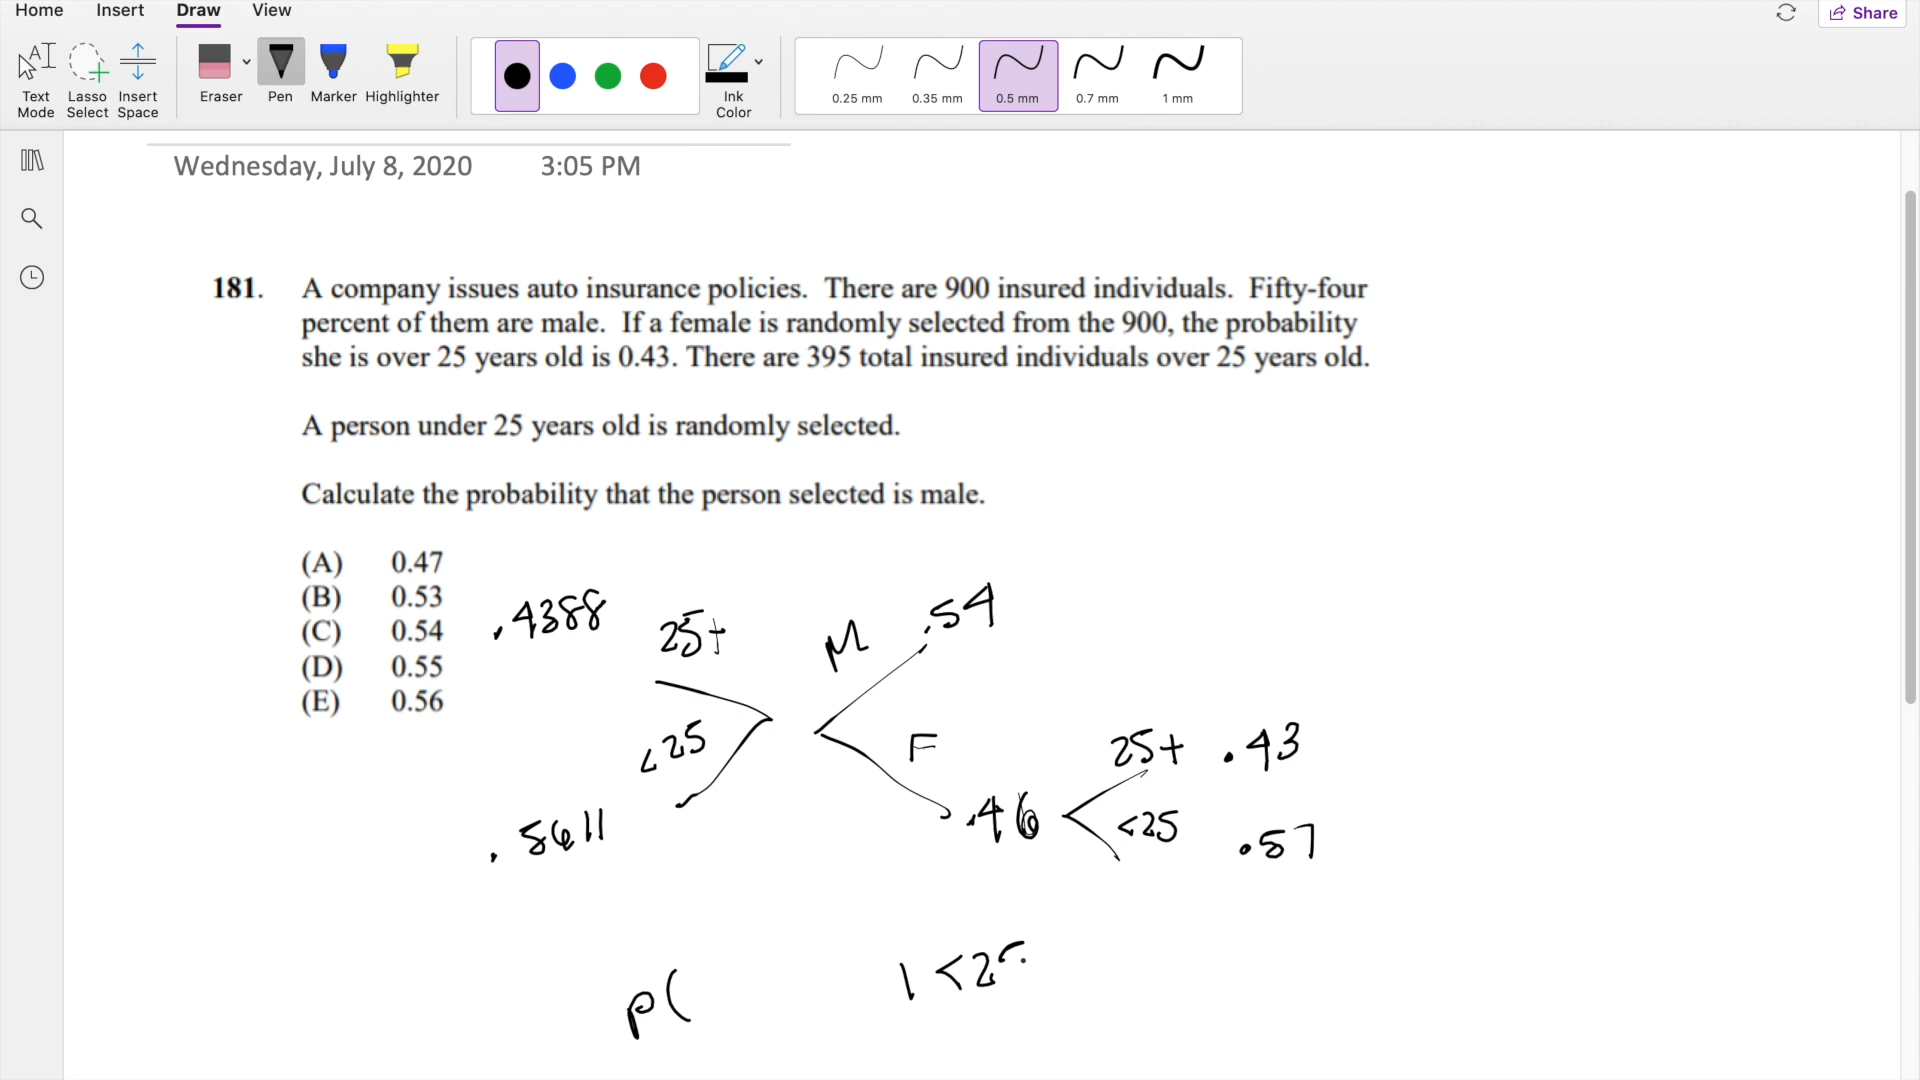 Home Insert Draw View
Share
Text Mode
Lasso Select
Insert Space
Eraser
Pen
Marker
Highlighter
Ink Color
0.25 mm
0.35 mm
0.5 mm
0.7 mm
1 mm
Wednesday, July 8, 2020 3:05 PM
181. A company issues auto insurance policies. There are 900 insured individuals. Fifty-four
percent of them are male. If a female is randomly selected from the 900, the probability
she is over 25 years old is 0.43. There are 395 total insured individuals over 25 years old.
A person under 25 years old is randomly selected.
Calculate the probability that the person selected is male.
(A) 0.47
(B) 0.53
(C) 0.54
(D) 0.55
(E) 0.56
.4388 25+ M .54
<25 F 25+ .43
.5611 .46 <25 .57
P( | <25